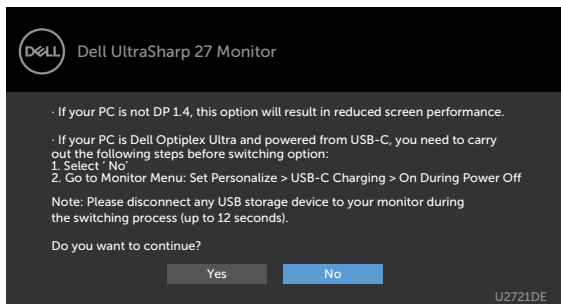 DELL
Dell UltraSharp 27 Monitor
· If your PC is not DP 1.4, this option will result in reduced screen performance.
· If your PC is Dell Optiplex Ultra and powered from USB-C, you need to carry
out the following steps before switching option:
1. Select ‘ No’
2. Go to Monitor Menu: Set Personalize > USB-C Charging > On During Power Off
Note: Please disconnect any USB storage device to your monitor during
the switching process (up to 12 seconds).
Do you want to continue?
Yes No
U2721DE